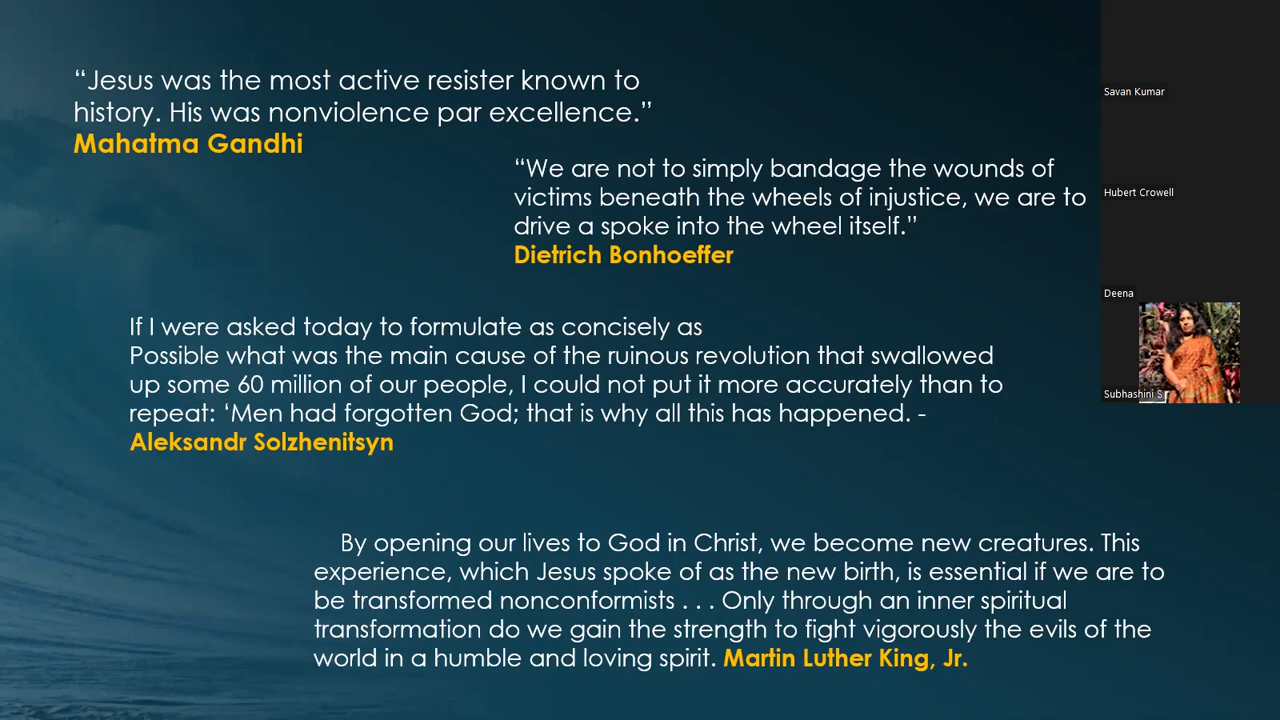 “Jesus was the most active resister known to
history. His was nonviolence par excellence.”
Mahatma Gandhi
“We are not to simply bandage the wounds of
victims beneath the wheels of injustice, we are to
drive a spoke into the wheel itself.”
Dietrich Bonhoeffer
If I were asked today to formulate as concisely as
Possible what was the main cause of the ruinous revolution that swallowed
up some 60 million of our people, I could not put it more accurately than to
repeat: ‘Men had forgotten God; that is why all this has happened. -
Aleksandr Solzhenitsyn
By opening our lives to God in Christ, we become new creatures. This
experience, which Jesus spoke of as the new birth, is essential if we are to
be transformed nonconformists . . . Only through an inner spiritual
transformation do we gain the strength to fight vigorously the evils of the
world in a humble and loving spirit. Martin Luther King, Jr.
Savan Kumar
Hubert Crowell
Deena
Subhashini